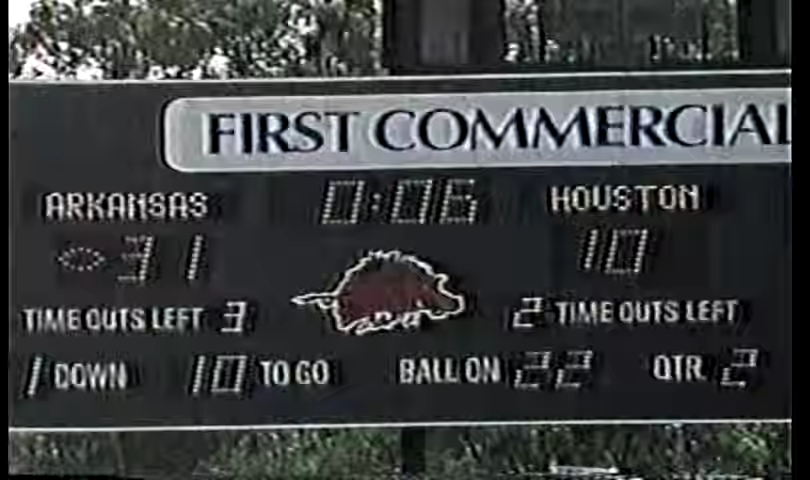 FIRST COMMERCIAL
ARKANSAS 0:06 HOUSTON
31 10
TIME OUTS LEFT 3 2 TIME OUTS LEFT
1 DOWN 10 TO GO BALL ON 22 QTR 2